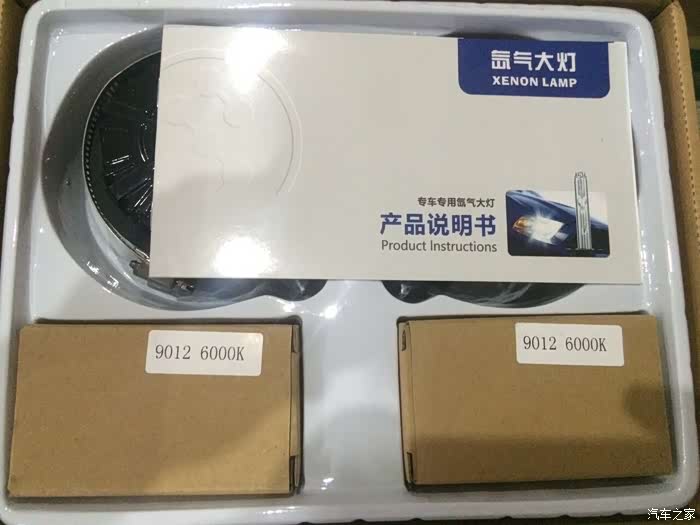 氙气大灯
XENON LAMP
专车专用氙气大灯
产品说明书
Product Instructions
9012 6000K
9012 6000K
汽车之家